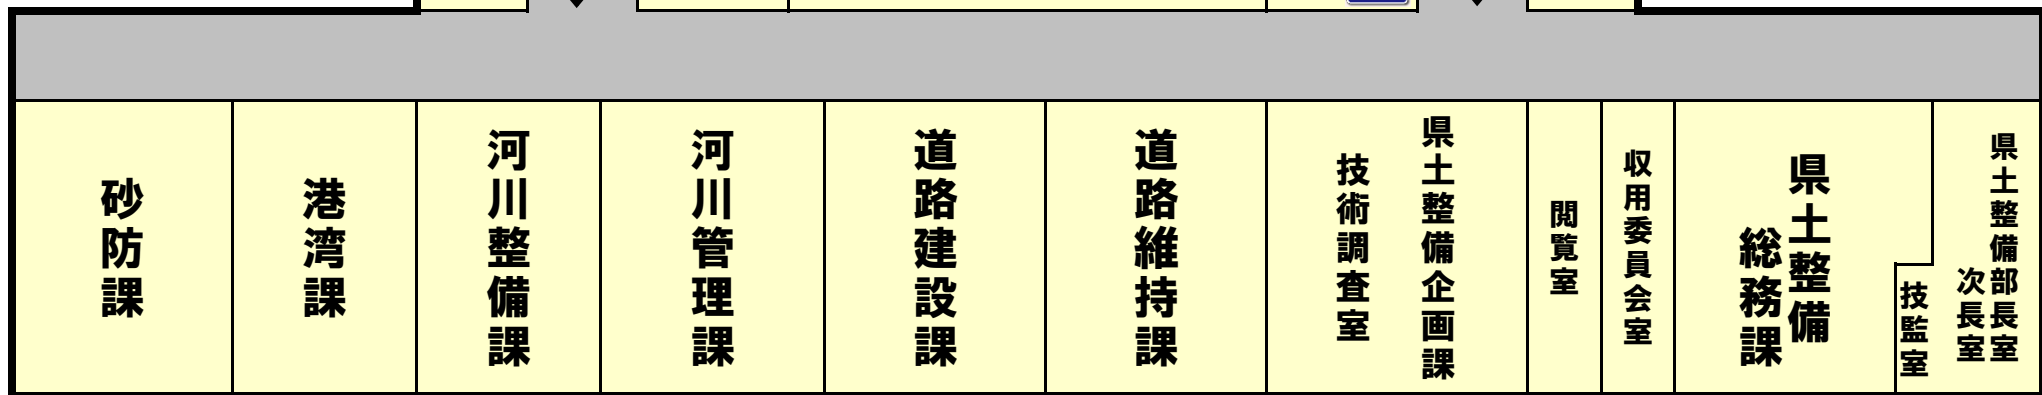 砂防課
港湾課
河川整備課
河川管理課
道路建設課
道路維持課
県土整備企画課
技術調査室
閲覧室
収用委員会室
県土整備
総務課
技監室
県土整備部長室
次長室